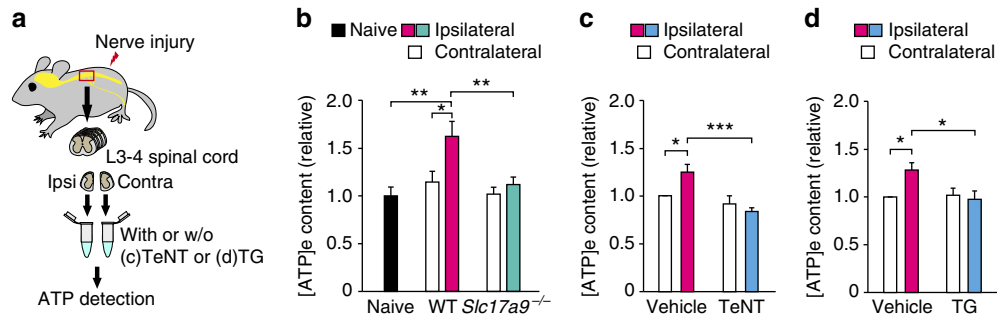 a
Nerve injury
L3-4 spinal cord
Ipsi Contra
With or w/o
(c)TeNT or (d)TG
ATP detection
b
Naive Ipsilateral
Contralateral
[ATP]e content (relative)
2.0
1.5
1.0
0.5
0
** * **
Naive WT Slc17a9 −/−
c
Ipsilateral
Contralateral
[ATP]e content (relative)
2.0
1.5
1.0
0.5
0
* ***
Vehicle TeNT
d
Ipsilateral
Contralateral
[ATP]e content (relative)
2.0
1.5
1.0
0.5
0
* *
Vehicle TG